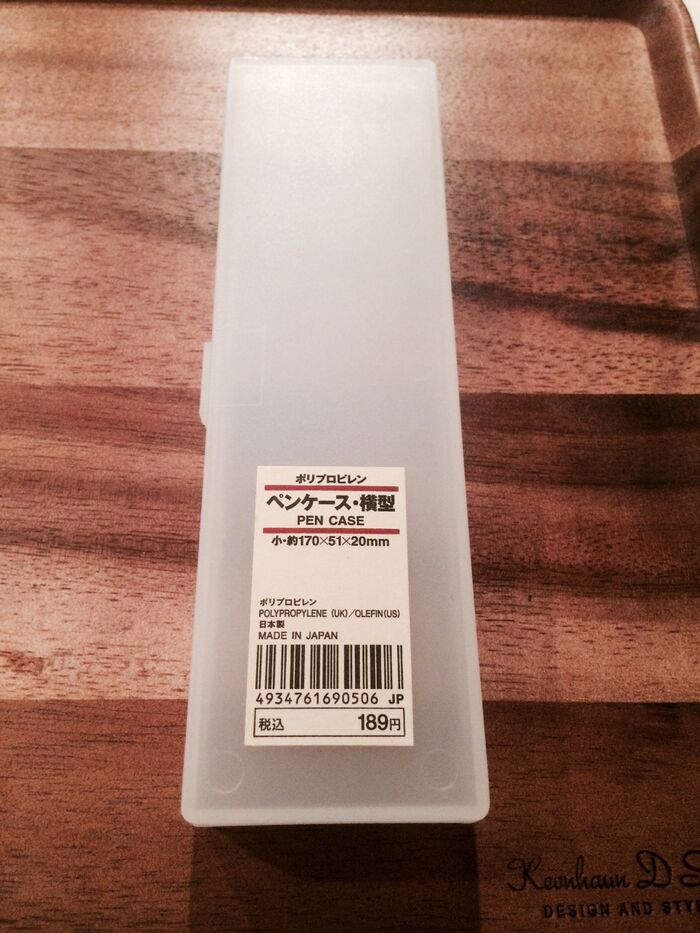 ポリプロピレン
ペンケース・横型
PEN CASE
小・約170×51×20mm
ポリプロピレン
POLYPROPYLENE (UK)/OLEFIN(US)
日本製
MADE IN JAPAN
4934761690506 JP
税込 189円
D S
DESIGN AND STY